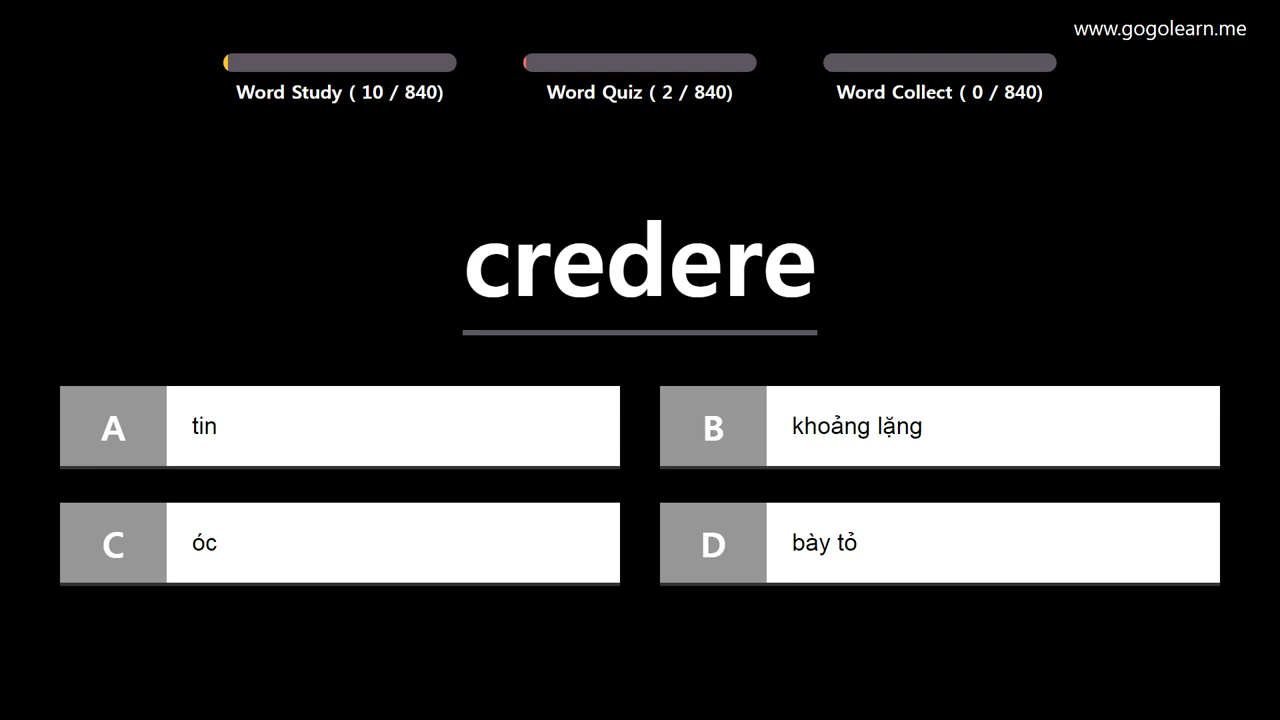 www.gogolearn.me
Word Study ( 10 / 840)
Word Quiz ( 2 / 840)
Word Collect ( 0 / 840)
credere
A tin
B khoảng lặng
C óc
D bày tỏ